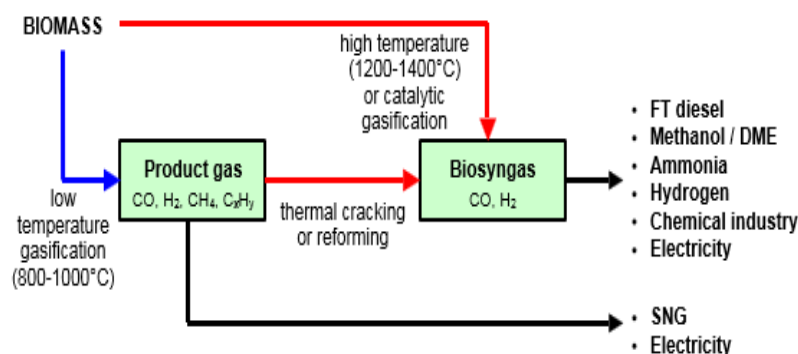 BIOMASS
high temperature
(1200-1400°C)
or catalytic
gasification
Product gas
CO, H₂, CH₄, CₓHᵧ
low
temperature
gasification
(800-1000°C)
thermal cracking
or reforming
Biosyngas
CO, H₂
• FT diesel
• Methanol / DME
• Ammonia
• Hydrogen
• Chemical industry
• Electricity
• SNG
• Electricity